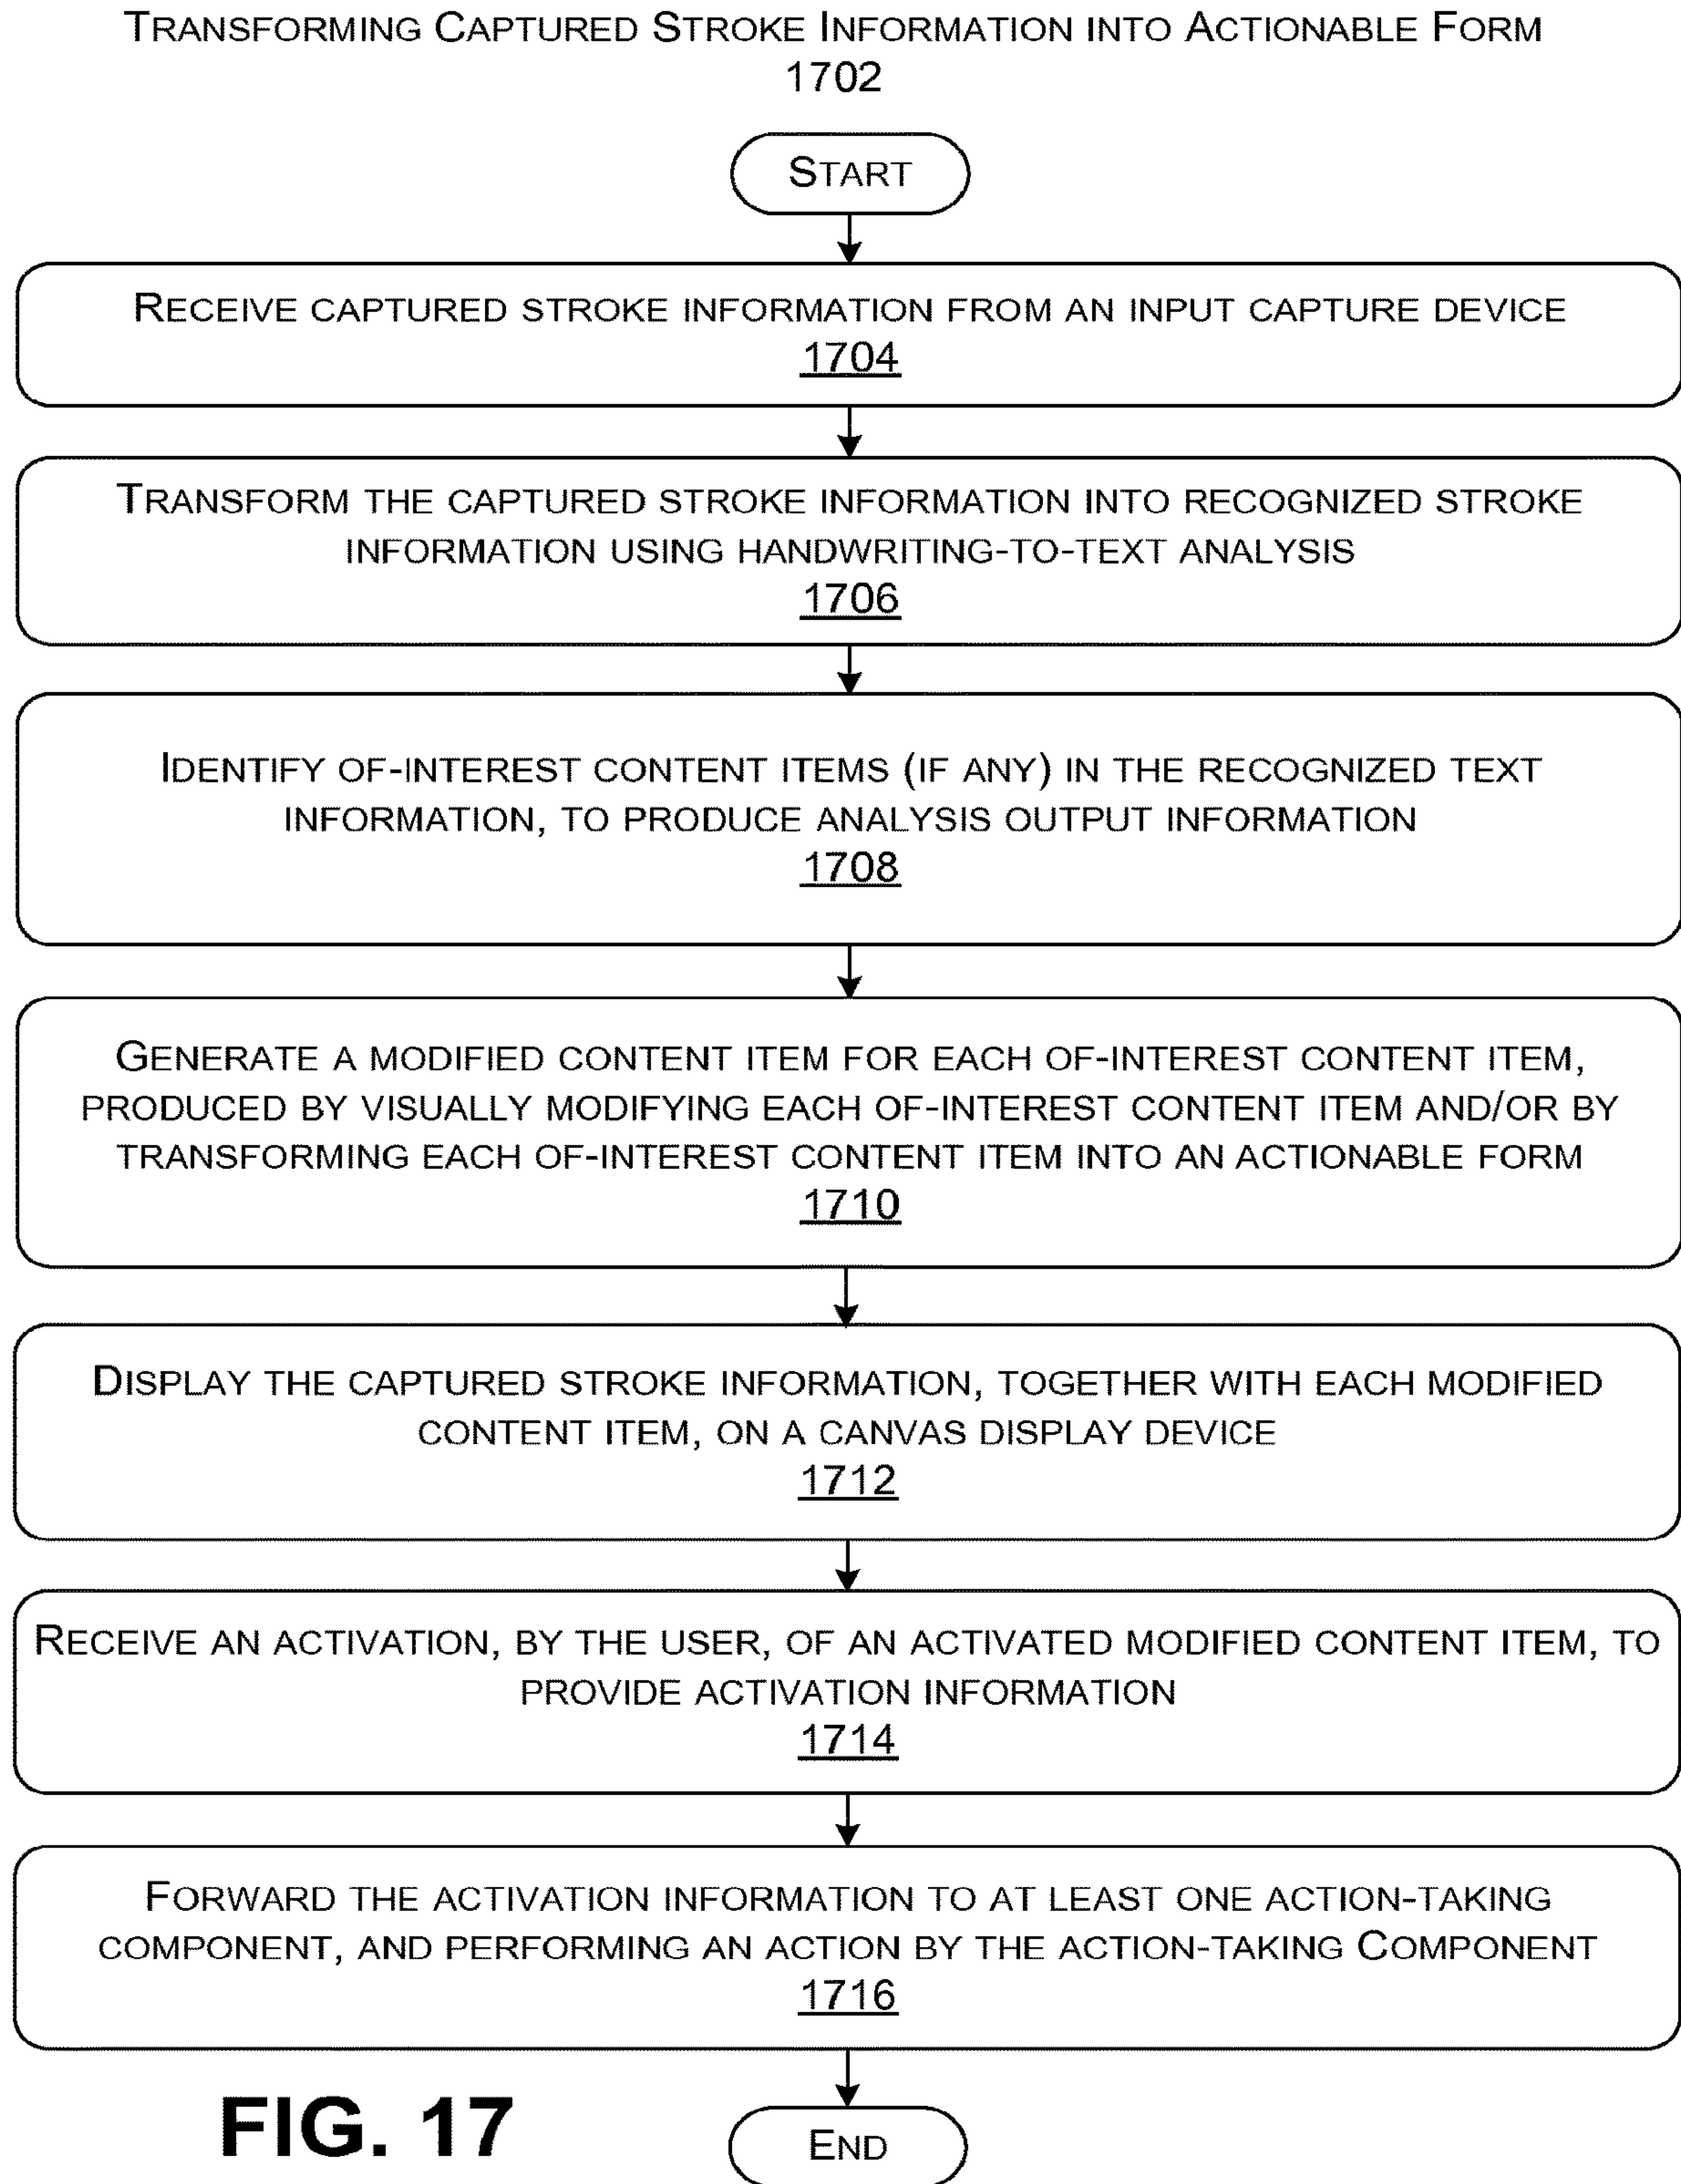 TRANSFORMING CAPTURED STROKE INFORMATION INTO ACTIONABLE FORM
1702
START
RECEIVE CAPTURED STROKE INFORMATION FROM AN INPUT CAPTURE DEVICE
1704
TRANSFORM THE CAPTURED STROKE INFORMATION INTO RECOGNIZED STROKE
INFORMATION USING HANDWRITING-TO-TEXT ANALYSIS
1706
IDENTIFY OF-INTEREST CONTENT ITEMS (IF ANY) IN THE RECOGNIZED TEXT
INFORMATION, TO PRODUCE ANALYSIS OUTPUT INFORMATION
1708
GENERATE A MODIFIED CONTENT ITEM FOR EACH OF-INTEREST CONTENT ITEM,
PRODUCED BY VISUALLY MODIFYING EACH OF-INTEREST CONTENT ITEM AND/OR BY
TRANSFORMING EACH OF-INTEREST CONTENT ITEM INTO AN ACTIONABLE FORM
1710
DISPLAY THE CAPTURED STROKE INFORMATION, TOGETHER WITH EACH MODIFIED
CONTENT ITEM, ON A CANVAS DISPLAY DEVICE
1712
RECEIVE AN ACTIVATION, BY THE USER, OF AN ACTIVATED MODIFIED CONTENT ITEM, TO
PROVIDE ACTIVATION INFORMATION
1714
FORWARD THE ACTIVATION INFORMATION TO AT LEAST ONE ACTION-TAKING
COMPONENT, AND PERFORMING AN ACTION BY THE ACTION-TAKING COMPONENT
1716
FIG. 17
END